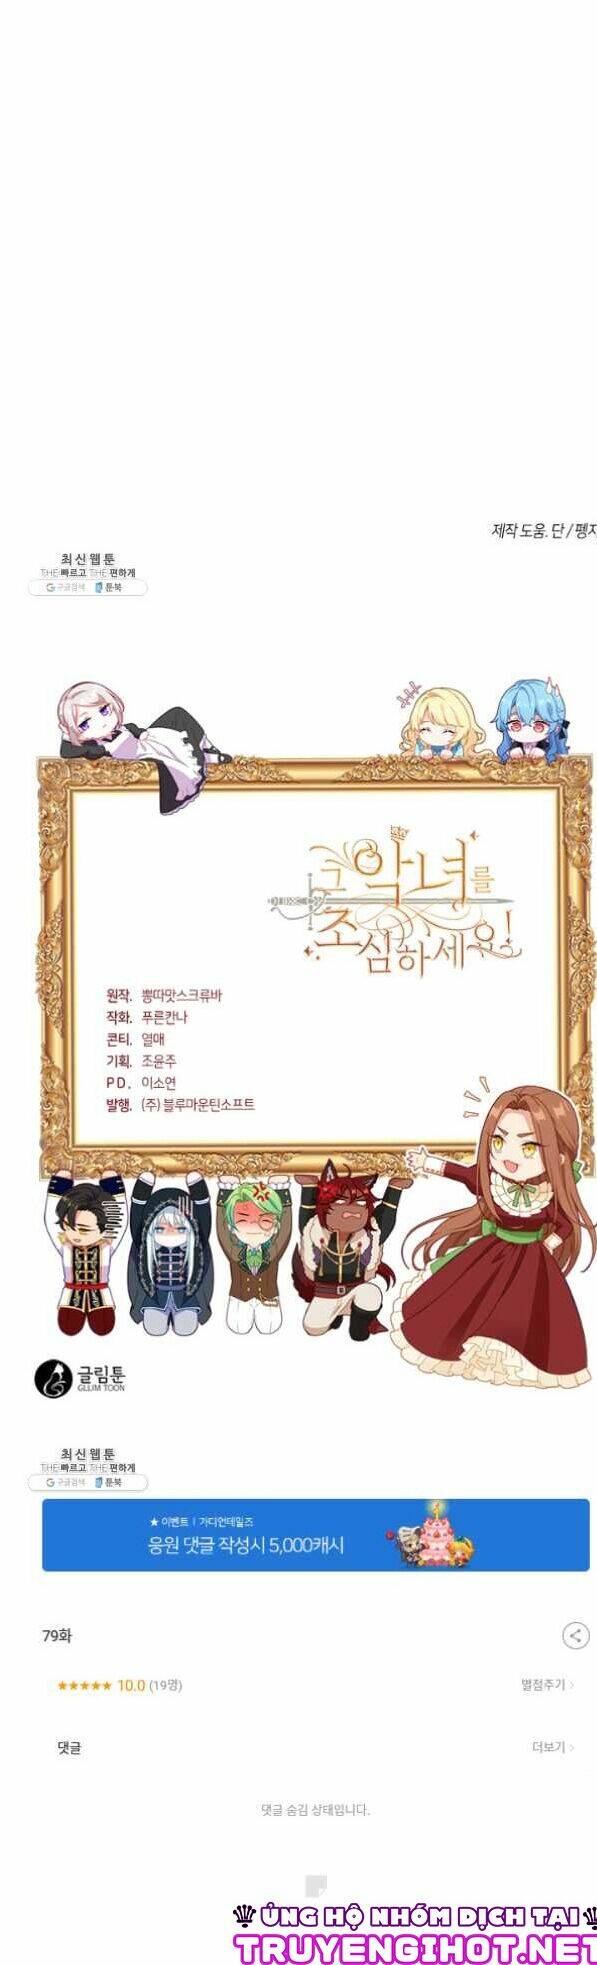 제작 도움. 단 / 펭자
최신웹툰
THE 빠르고 THE 편하게
구글검색 툰북
그 악녀를
조심하세요!
원작. 뽕따맛스크류바
작화. 푸른칸나
콘티. 열매
기획. 조윤주
PD. 이소연
발행. (주) 블루마운틴소프트
글림툰
GLLIM TOON
최신웹툰
THE 빠르고 THE 편하게
구글검색 툰북
★ 이벤트 | 가디언테일즈
응원 댓글 작성시 5,000캐시
79화
★★★★★ 10.0 (19명)
별점주기 >
댓글
더보기 >
댓글 숨김 상태입니다.
ỦNG HỘ NHÓM DỊCH TẠI
TRUYENGIHOT.NET